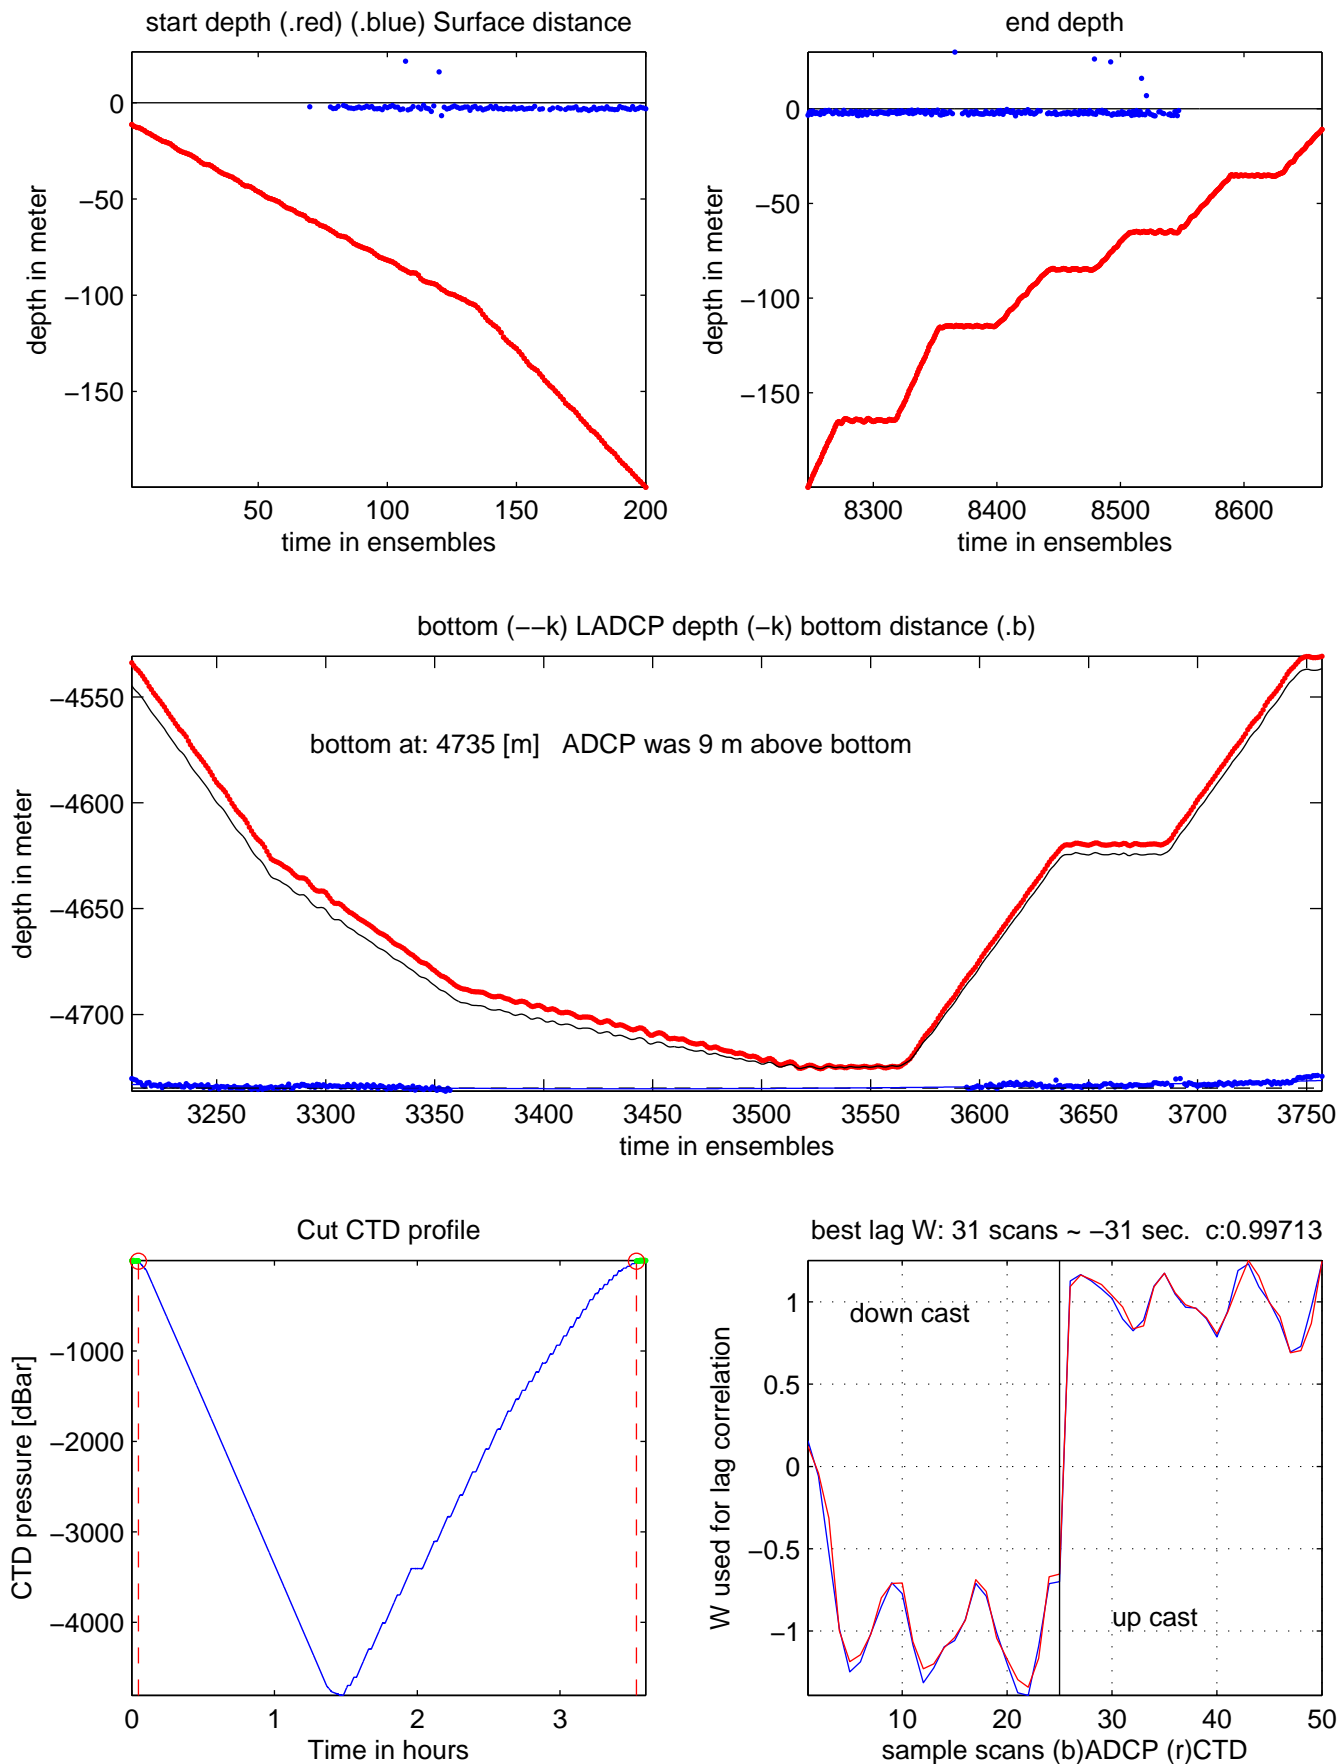 start depth (.red) (.blue) Surface distance
0
−50
−100
−150
depth in meter
50
100
150
200
time in ensembles
end depth
0
−50
−100
−150
depth in meter
8300
8400
8500
8600
time in ensembles
bottom (−−k) LADCP depth (−k) bottom distance (.b)
bottom at: 4735 [m] ADCP was 9 m above bottom
−4550
−4600
−4650
−4700
depth in meter
3250
3300
3350
3400
3450
3500
3550
3600
3650
3700
3750
time in ensembles
Cut CTD profile
−1000
−2000
−3000
−4000
CTD pressure [dBar]
0
1
2
3
Time in hours
best lag W: 31 scans ~ −31 sec. c:0.99713
down cast
up cast
1
0.5
0
−0.5
−1
W used for lag correlation
10
20
30
40
50
sample scans (b)ADCP (r)CTD